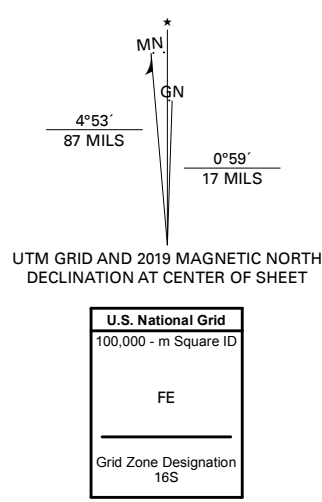 ★
MN
GN
4°53´
87 MILS
0°59´
17 MILS
UTM GRID AND 2019 MAGNETIC NORTH
DECLINATION AT CENTER OF SHEET
U.S. National Grid
100,000 - m Square ID
FE
Grid Zone Designation
16S